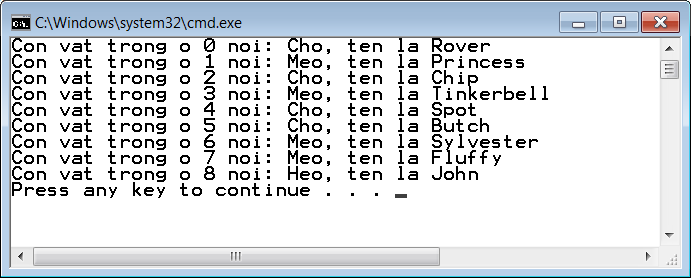 C:\Windows\system32\cmd.exe
Con vat trong o 0 noi: Cho, ten la Rover
Con vat trong o 1 noi: Meo, ten la Princess
Con vat trong o 2 noi: Cho, ten la Chip
Con vat trong o 3 noi: Meo, ten la Tinkerbell
Con vat trong o 4 noi: Cho, ten la Spot
Con vat trong o 5 noi: Cho, ten la Butch
Con vat trong o 6 noi: Meo, ten la Sylvester
Con vat trong o 7 noi: Meo, ten la Fluffy
Con vat trong o 8 noi: Heo, ten la John
Press any key to continue . . .